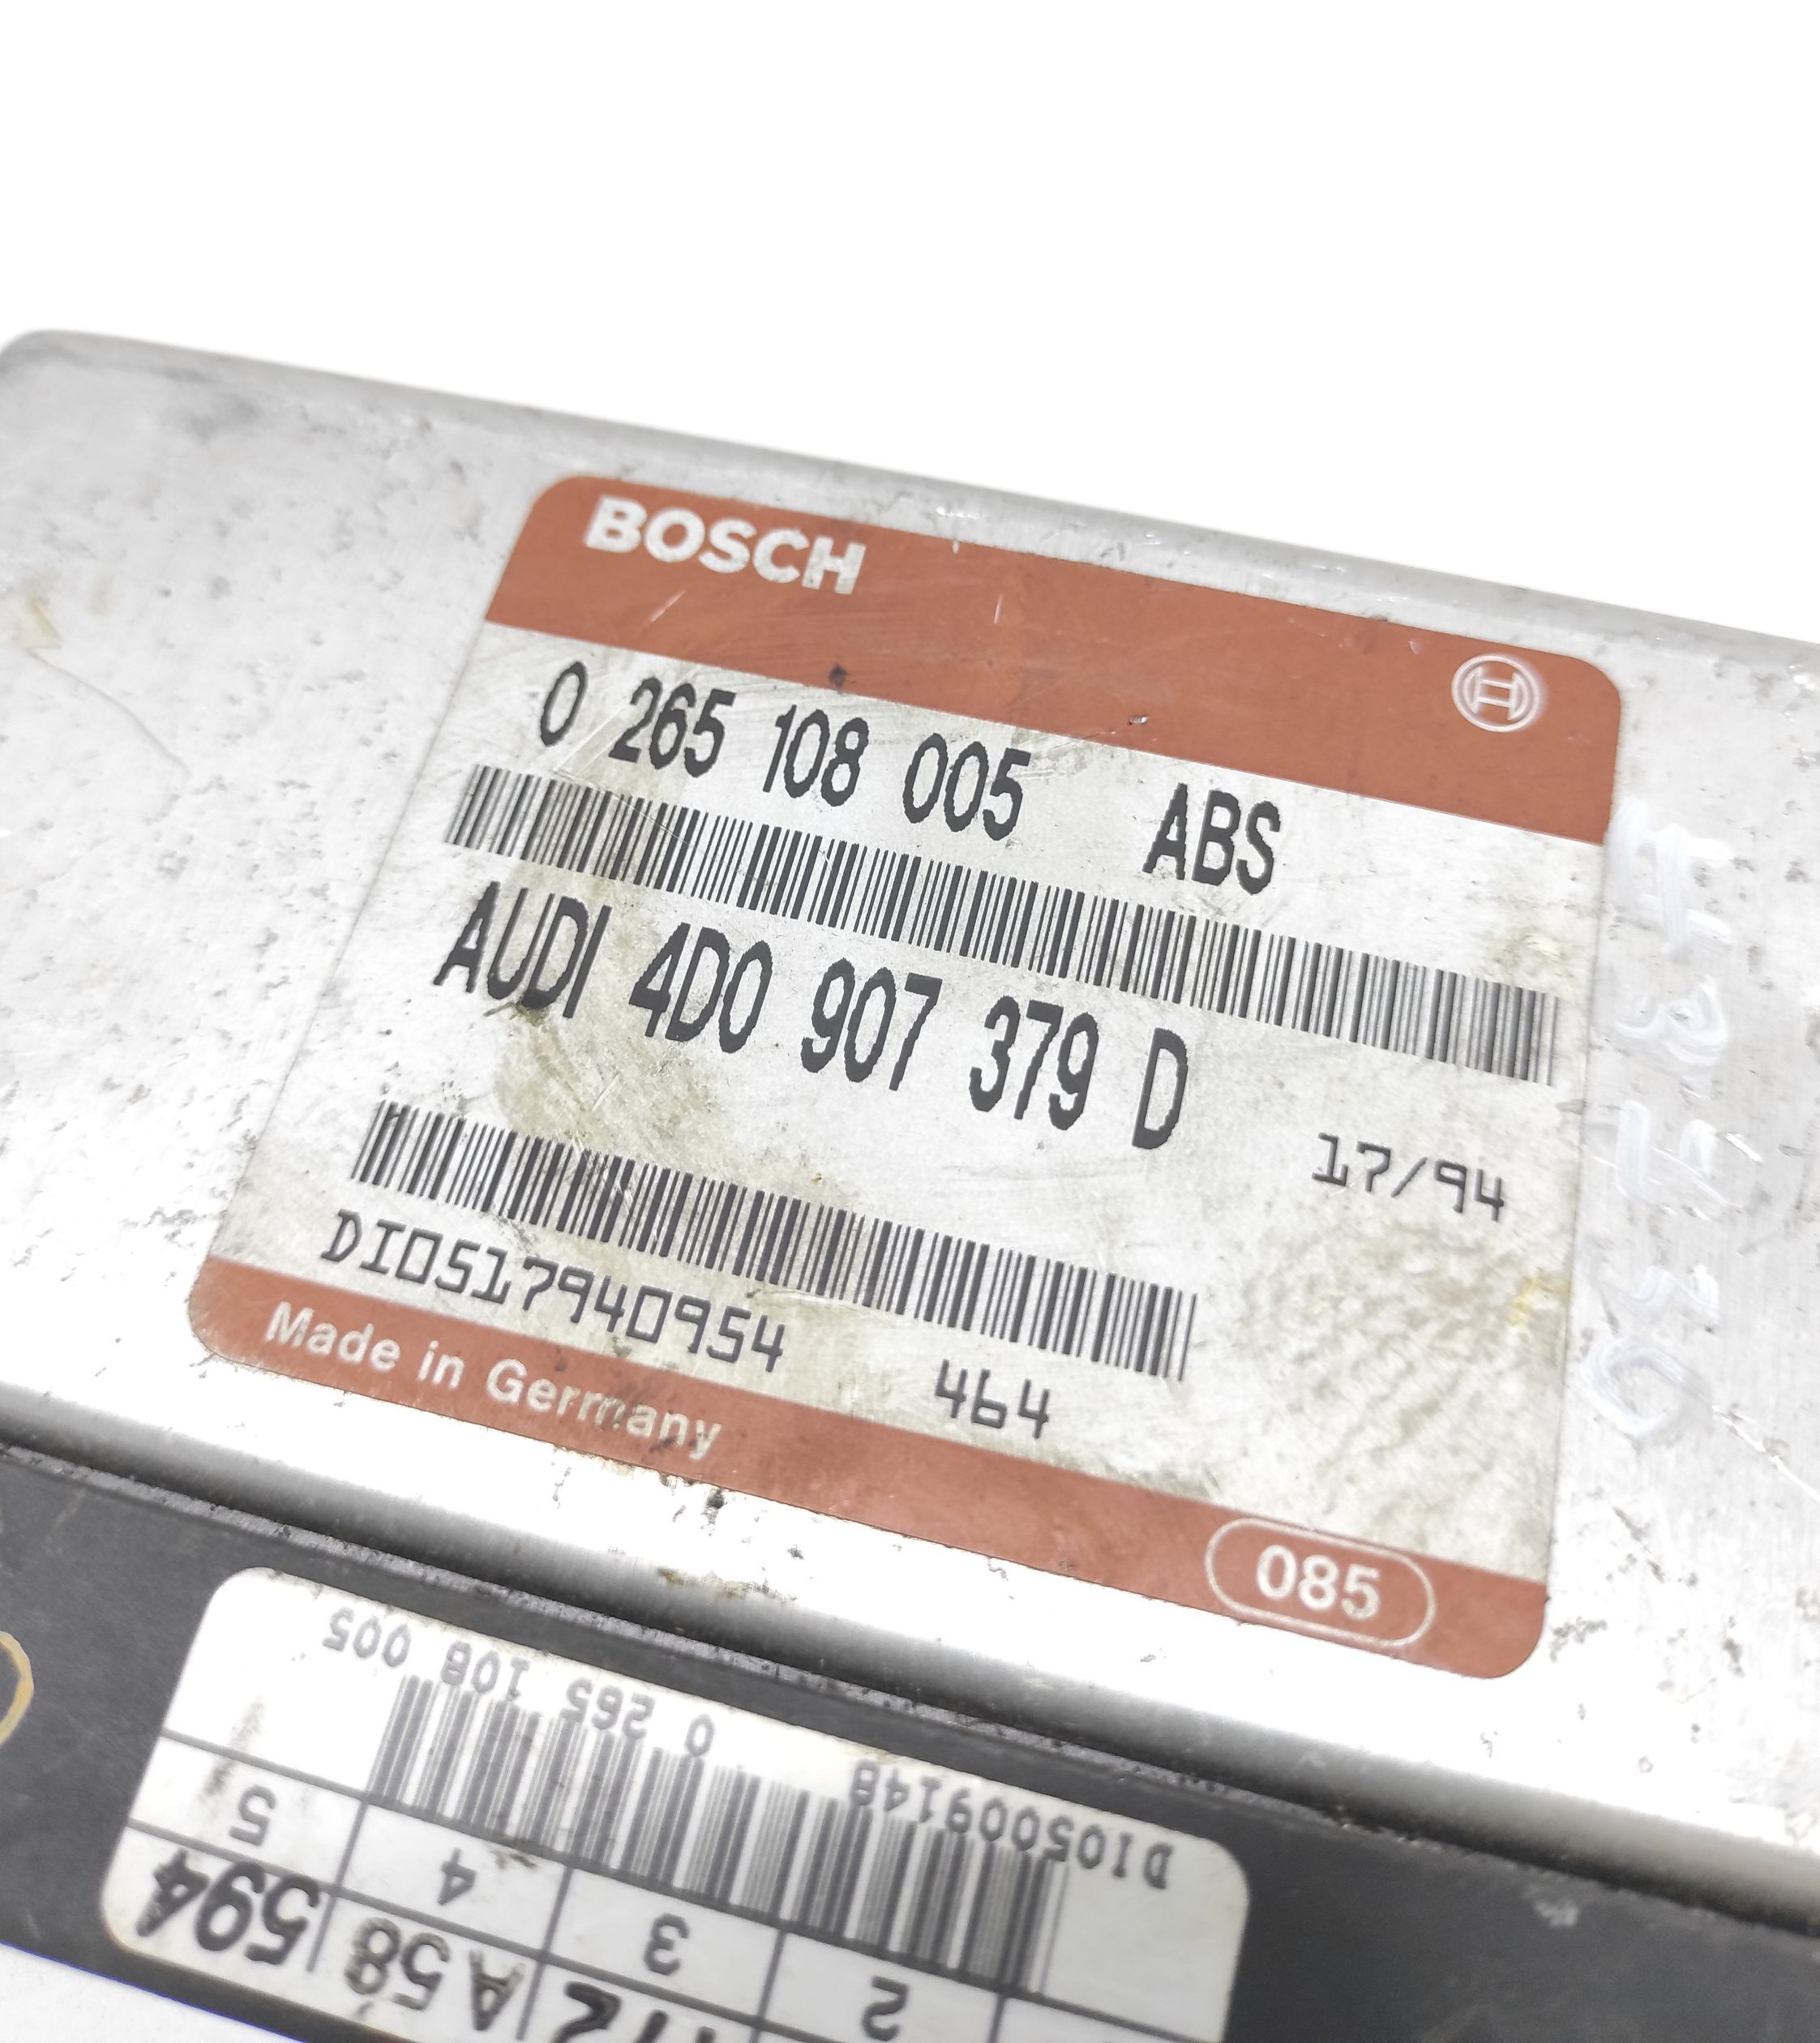 BOSCH
0 265 108 005 ABS
AUDI 4D0 907 379 D
17/94
DI0517940954 464
Made in Germany
085
DI05009148 0 265 108 005
2 3 4 5
A58 594